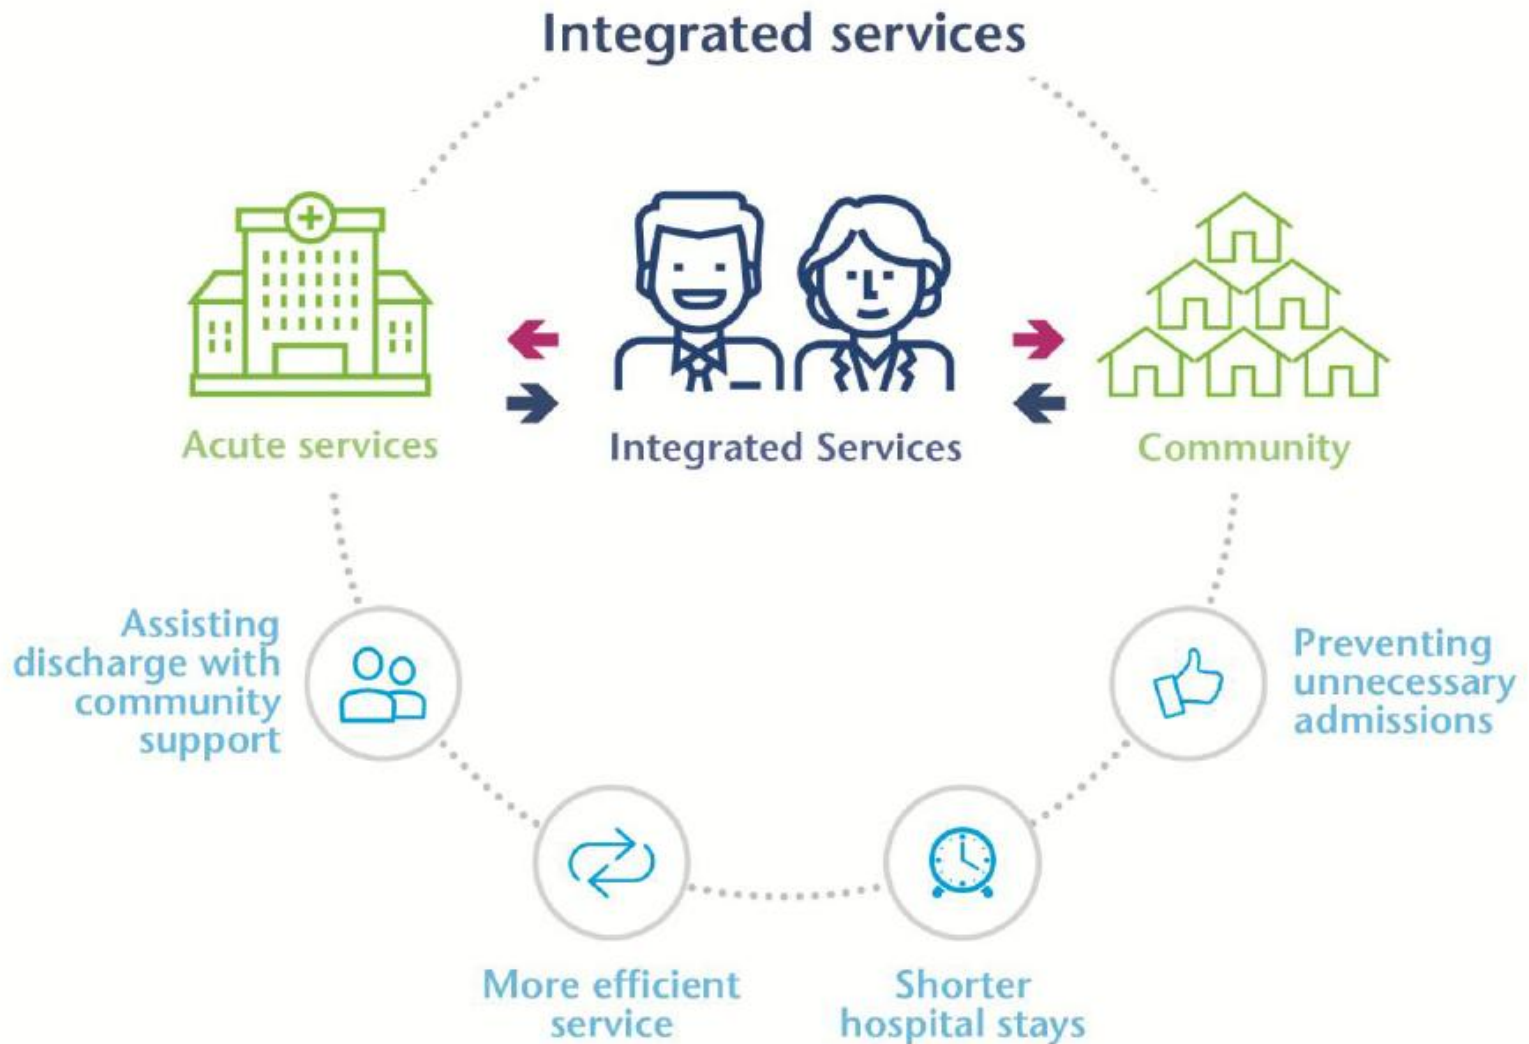 Integrated services
Acute services
Integrated Services
Community
Assisting
discharge with
community
support
Preventing
unnecessary
admissions
More efficient
service
Shorter
hospital stays